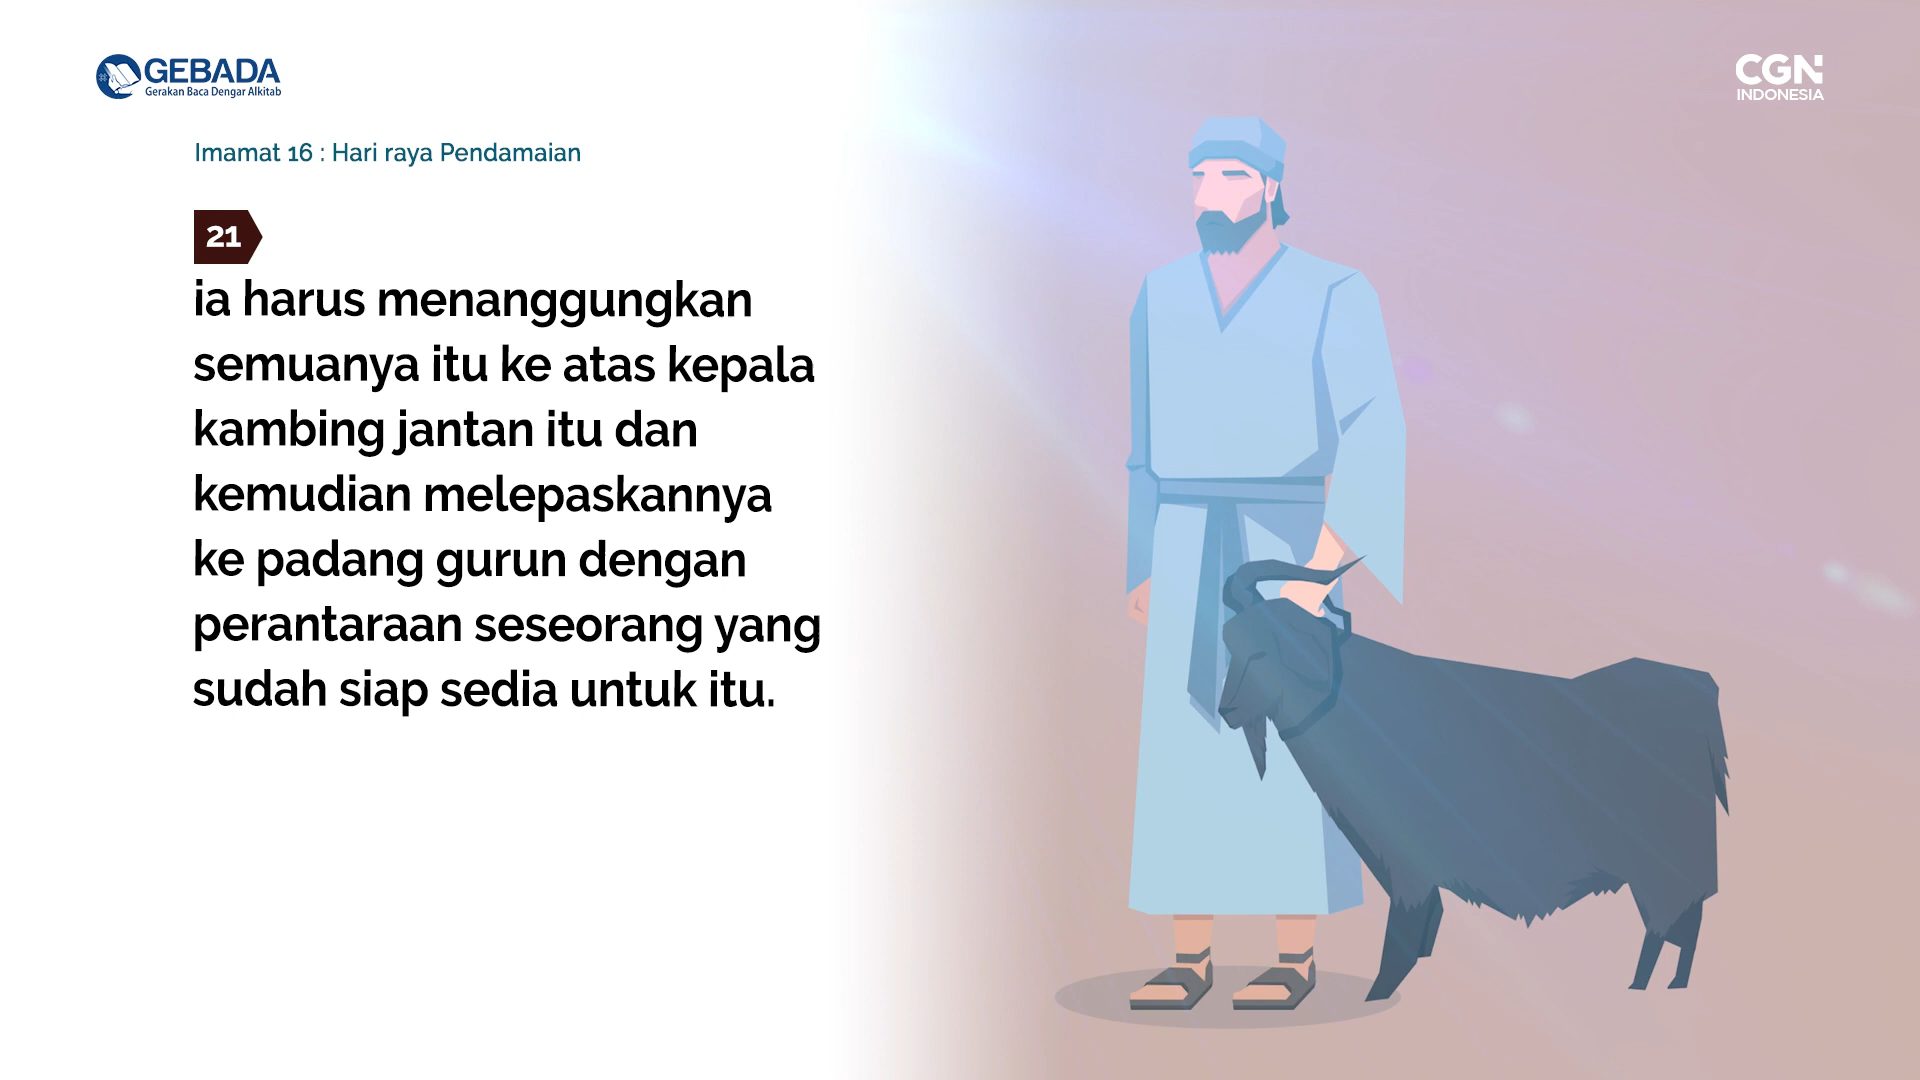 GEBADA
Gerakan Baca Dengar Alkitab
CGN
INDONESIA
Imamat 16 : Hari raya Pendamaian
21
ia harus menanggungkan
semuanya itu ke atas kepala
kambing jantan itu dan
kemudian melepaskannya
ke padang gurun dengan
perantaraan seseorang yang
sudah siap sedia untuk itu.